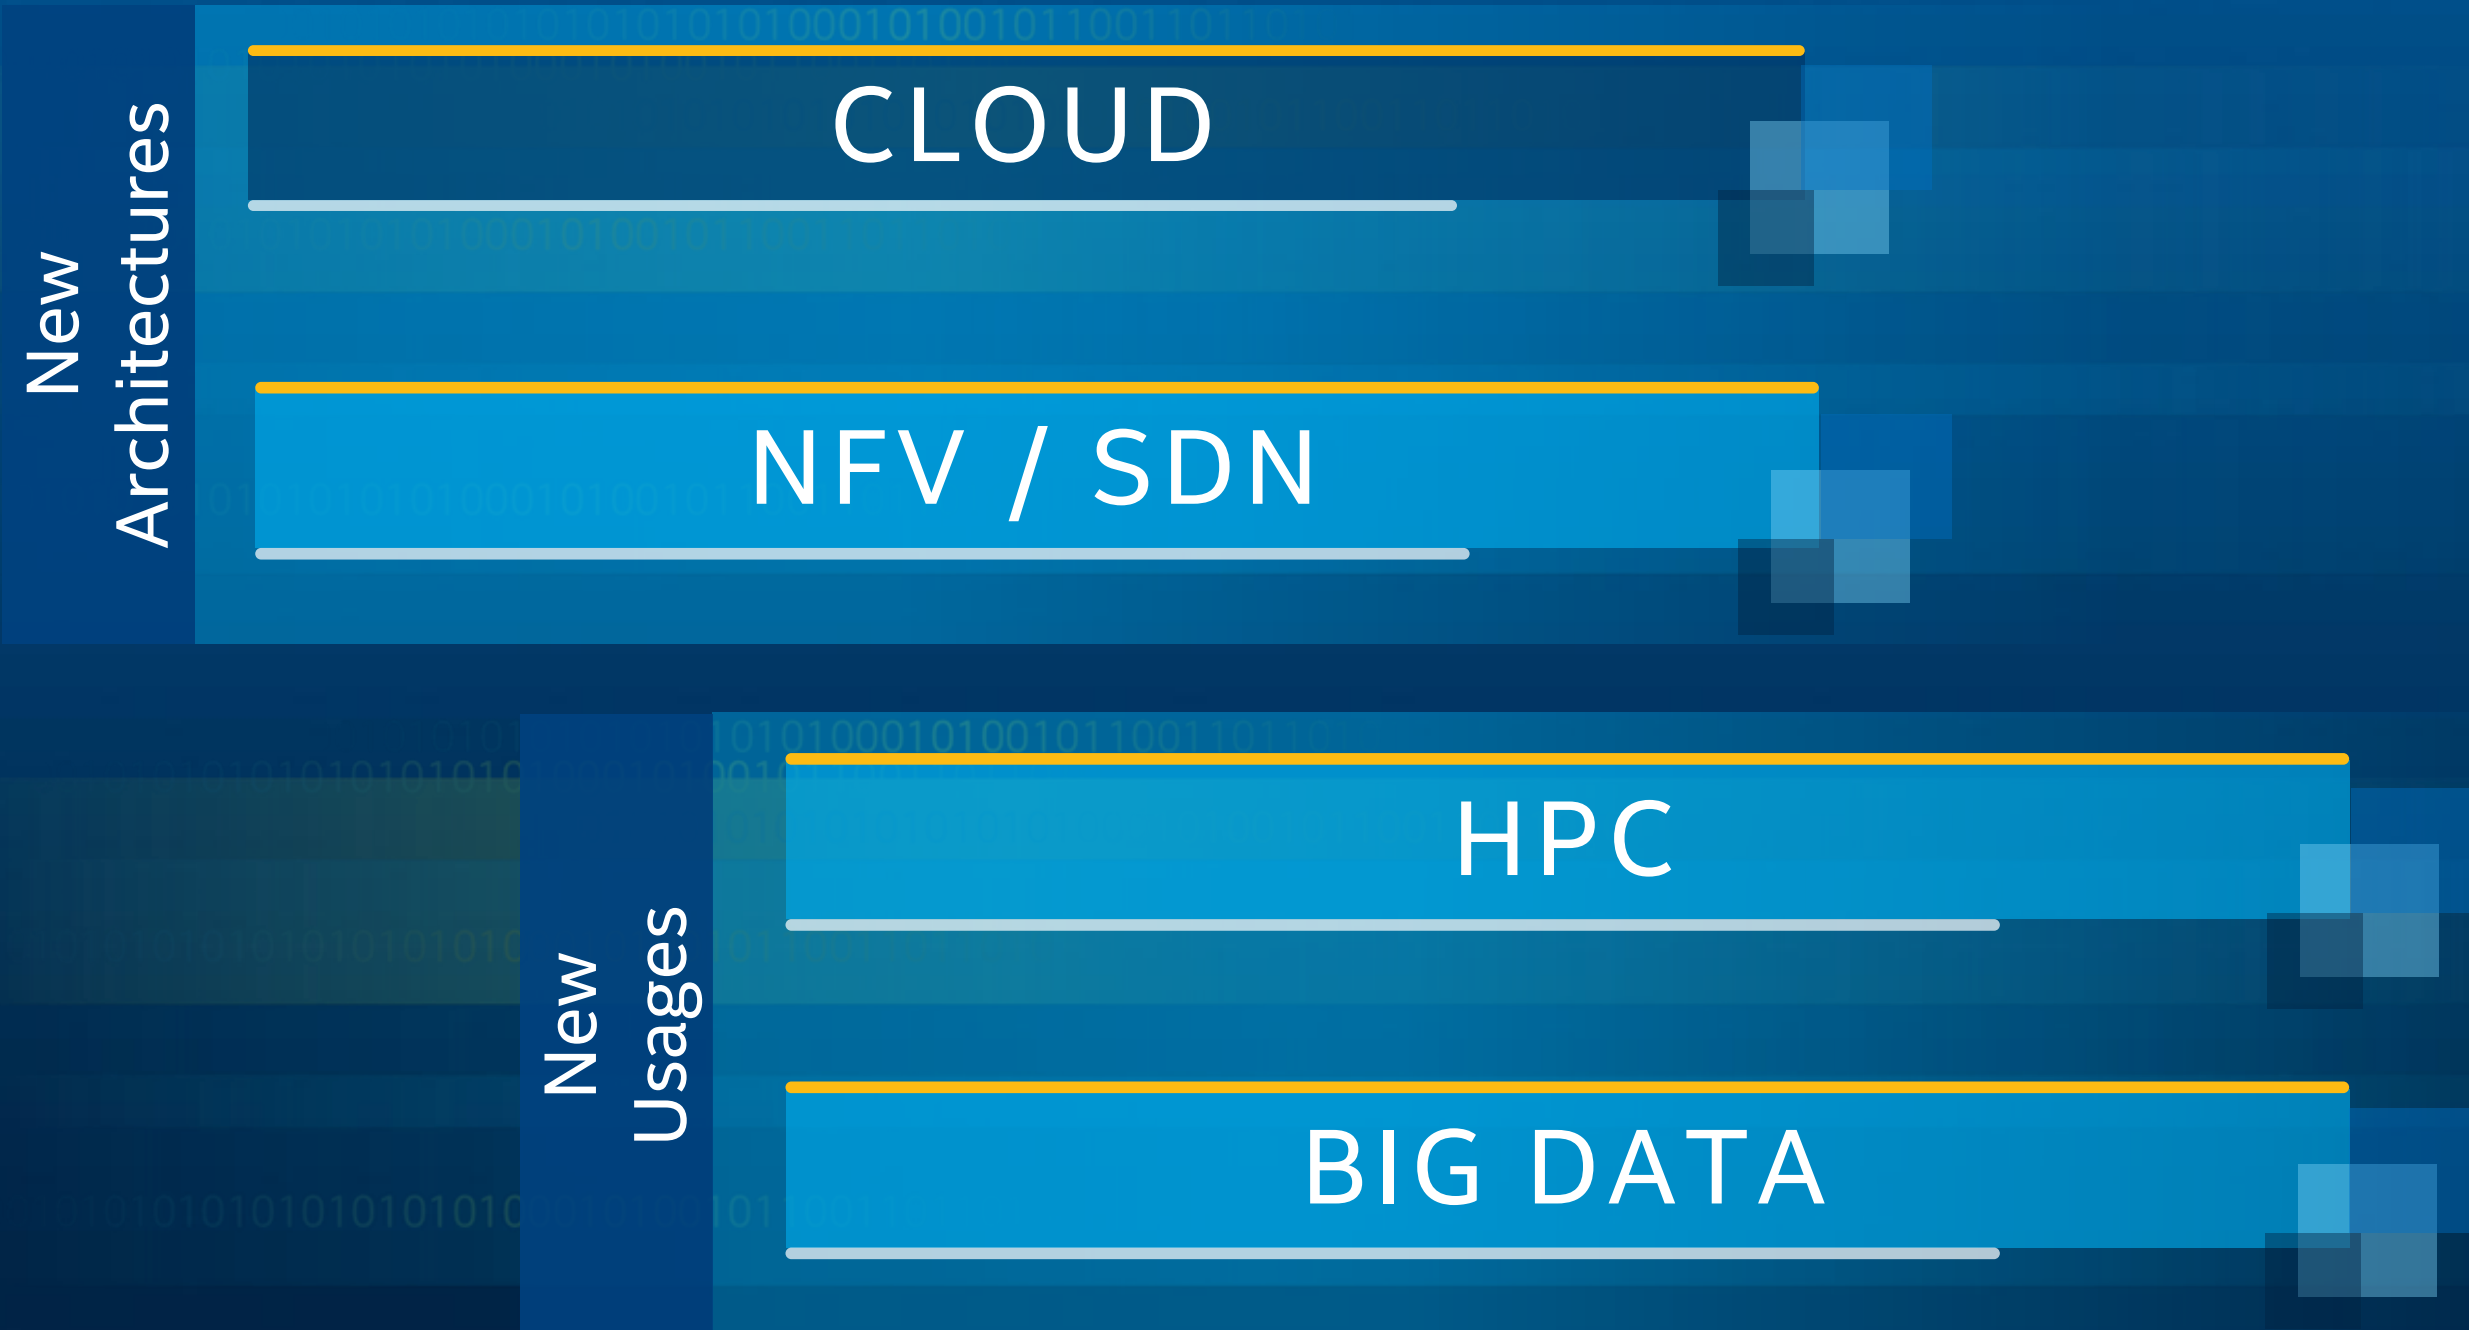 New
Architectures
CLOUD
NFV / SDN
New
Usages
HPC
BIG DATA